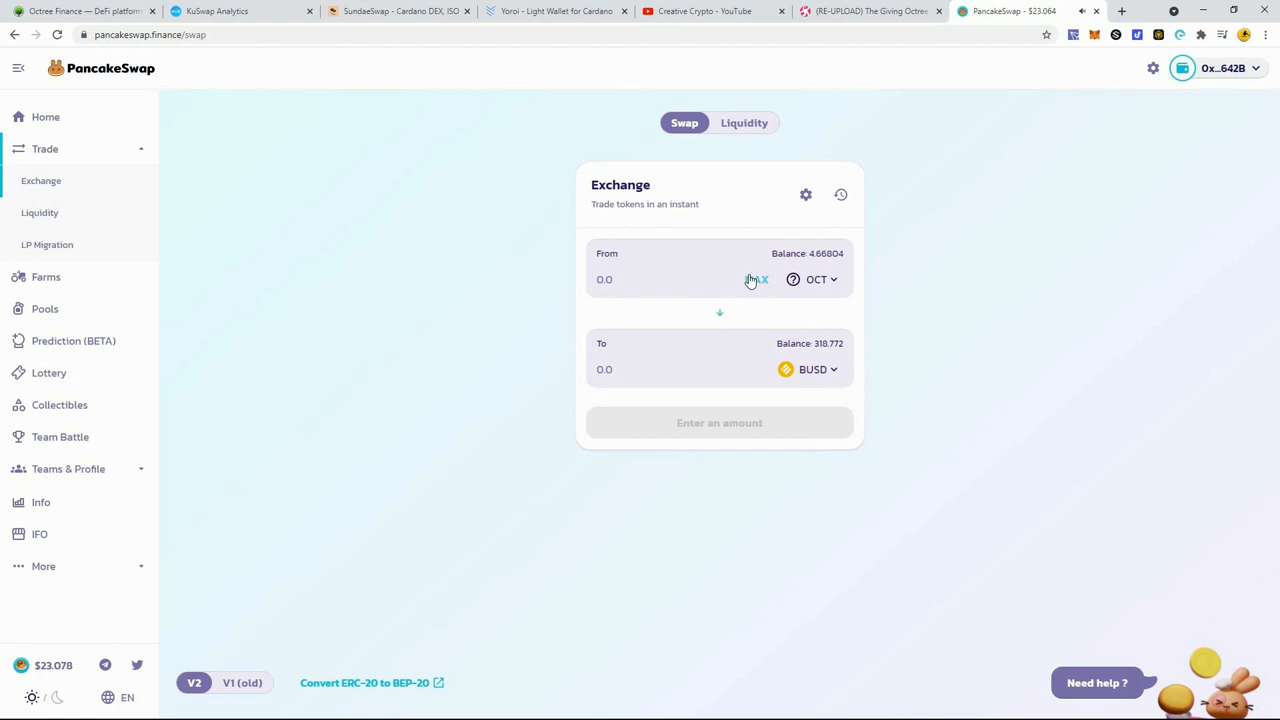 Octree Finance — DeFi platform
KuSwap Analytics
SundaeSwap - Cardano DEX, ISO
Yoroi - Light Wallet for Cardano
Creative Crypto - YouTube
(RE-UPLOAD) The Giving Octree
PancakeSwap - $23.064
pancakeswap.finance/swap
PancakeSwap
0x...642B
Home
Trade
Exchange
Liquidity
LP Migration
Farms
Pools
Prediction (BETA)
Lottery
Collectibles
Team Battle
Teams & Profile
Info
IFO
More
$23.078
/
EN
Swap
Liquidity
Exchange
Trade tokens in an instant
From
Balance: 4.66804
0.0
OCT
To
Balance: 318.772
0.0
BUSD
Enter an amount
V2
V1 (old)
Convert ERC-20 to BEP-20
Need help ?